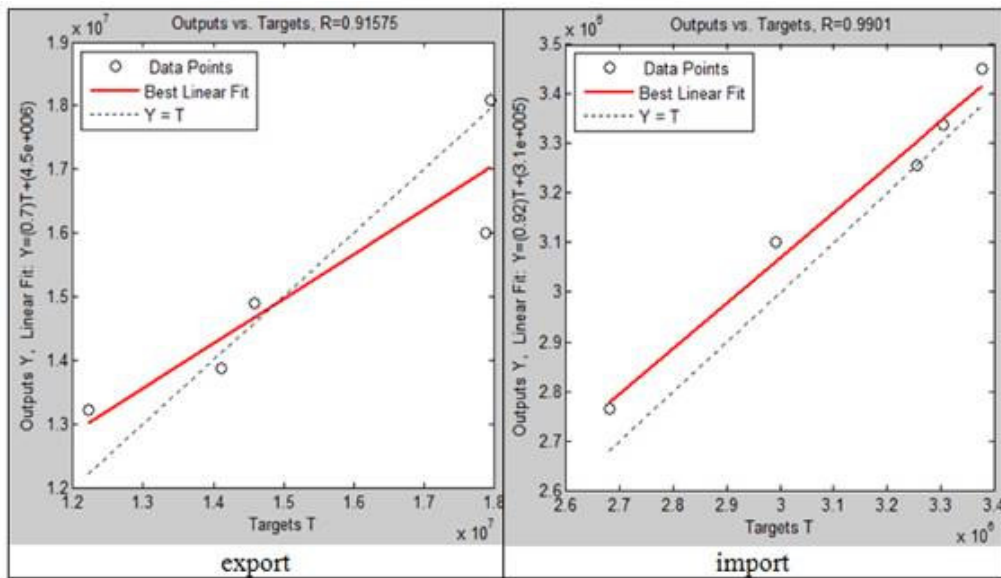 Outputs vs. Targets, R=0.91575
x 10^7
1.9
1.8
1.7
1.6
1.5
1.4
1.3
1.2
Outputs Y, Linear Fit: Y=(0.7)T+(4.5e+006)
Data Points
Best Linear Fit
Y = T
1.2 1.3 1.4 1.5 1.6 1.7 1.8
Targets T
x 10^7
export
Outputs vs. Targets, R=0.9901
x 10^6
3.5
3.4
3.3
3.2
3.1
3
2.9
2.8
2.7
2.6
Outputs Y, Linear Fit: Y=(0.92)T+(3.1e+005)
Data Points
Best Linear Fit
Y = T
2.6 2.7 2.8 2.9 3 3.1 3.2 3.3 3.4
Targets T
x 10^6
import